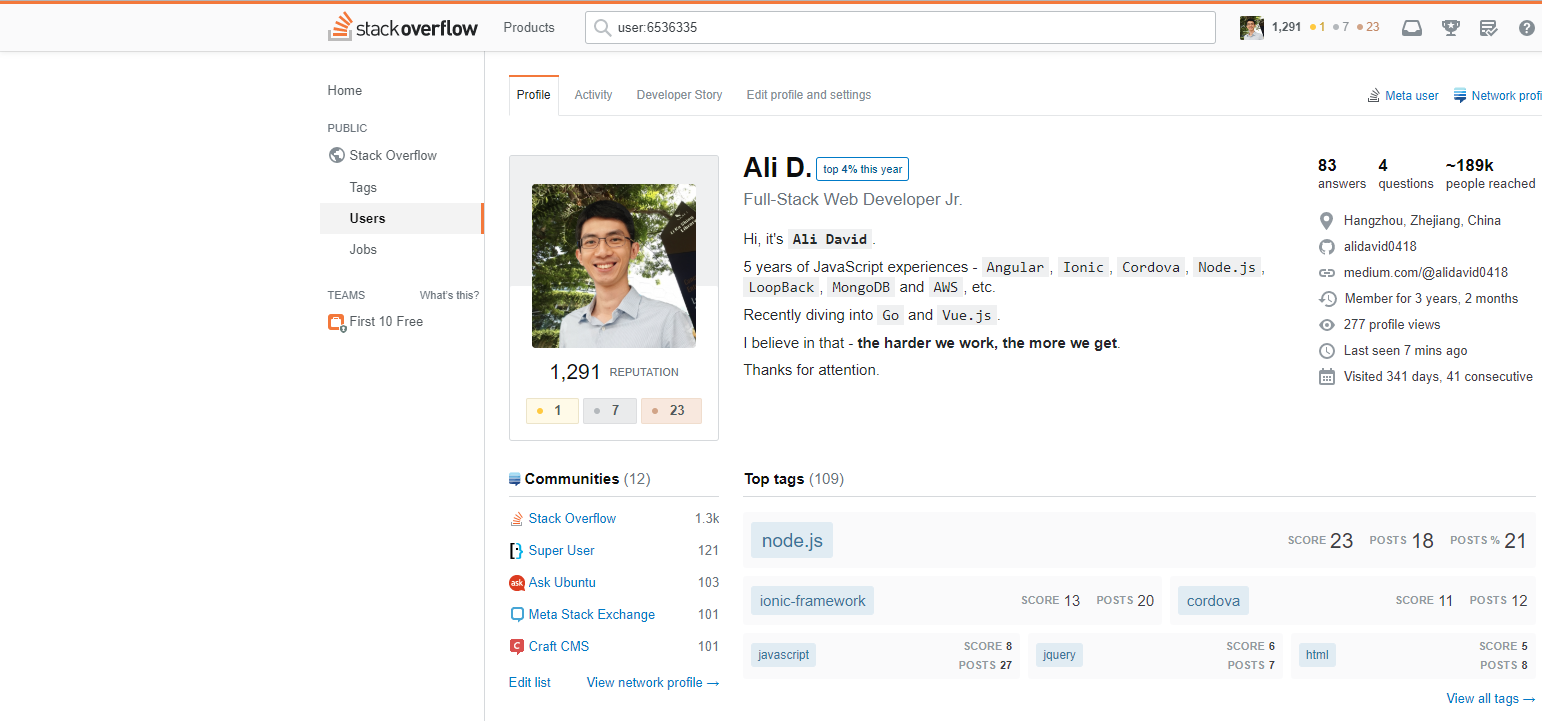 stackoverflow Products user:6536335 1,291 1 7 23
Home
PUBLIC
Stack Overflow
Tags
Users
Jobs
TEAMS What's this?
First 10 Free
Profile Activity Developer Story Edit profile and settings
Meta user Network profi
1,291 REPUTATION
1 7 23
Ali D. top 4% this year
Full-Stack Web Developer Jr.
Hi, it's Ali David.
5 years of JavaScript experiences - Angular, Ionic, Cordova, Node.js,
LoopBack, MongoDB and AWS, etc.
Recently diving into Go and Vue.js.
I believe in that - the harder we work, the more we get.
Thanks for attention.
83 4 ~189k
answers questions people reached
Hangzhou, Zhejiang, China
alidavid0418
medium.com/@alidavid0418
Member for 3 years, 2 months
277 profile views
Last seen 7 mins ago
Visited 341 days, 41 consecutive
Communities (12)
Stack Overflow 1.3k
Super User 121
ask Ask Ubuntu 103
Meta Stack Exchange 101
C Craft CMS 101
Edit list View network profile →
Top tags (109)
node.js SCORE 23 POSTS 18 POSTS % 21
ionic-framework SCORE 13 POSTS 20
cordova SCORE 11 POSTS 12
javascript SCORE 8
POSTS 27
jquery SCORE 6
POSTS 7
html SCORE 5
POSTS 8
View all tags →